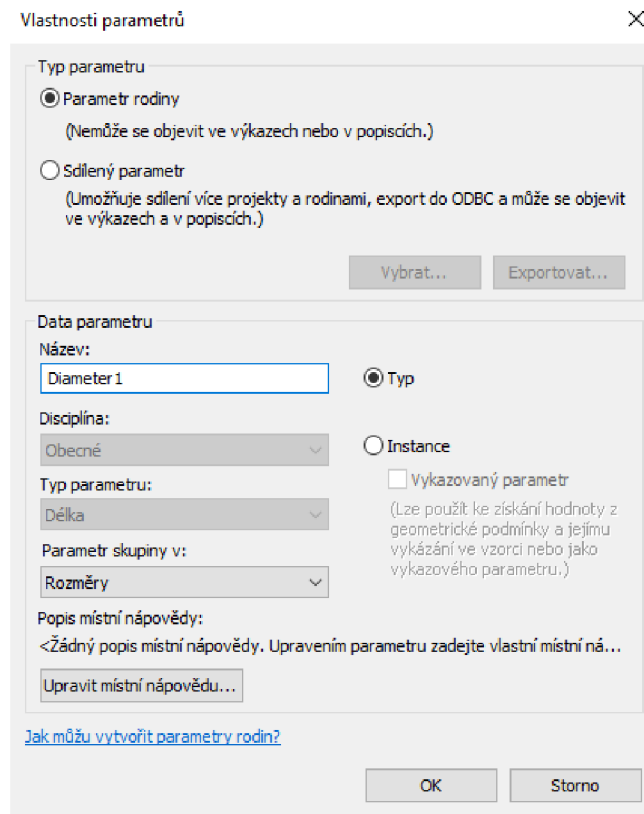 Vlastnosti parametrů
Typ parametru
Parametr rodiny
(Nemůže se objevit ve výkazech nebo v popiscích.)
Sdílený parametr
(Umožňuje sdílení více projekty a rodinami, export do ODBC a může se objevit
ve výkazech a v popiscích.)
Vybrat...
Exportovat...
Data parametru
Název:
Diameter1
Typ
Disciplína:
Obecné
Instance
Vykazovaný parametr
Typ parametru:
Délka
(Lze použít ke získání hodnoty z
geometrické podmínky a jejímu
vykázání ve vzorci nebo jako
vykazového parametru.)
Parametr skupiny v:
Rozměry
Popis místní nápovědy:
<Žádný popis místní nápovědy. Upravením parametru zadejte vlastní místní ná...
Upravit místní nápovědu...
Jak můžu vytvořit parametry rodin?
OK
Storno